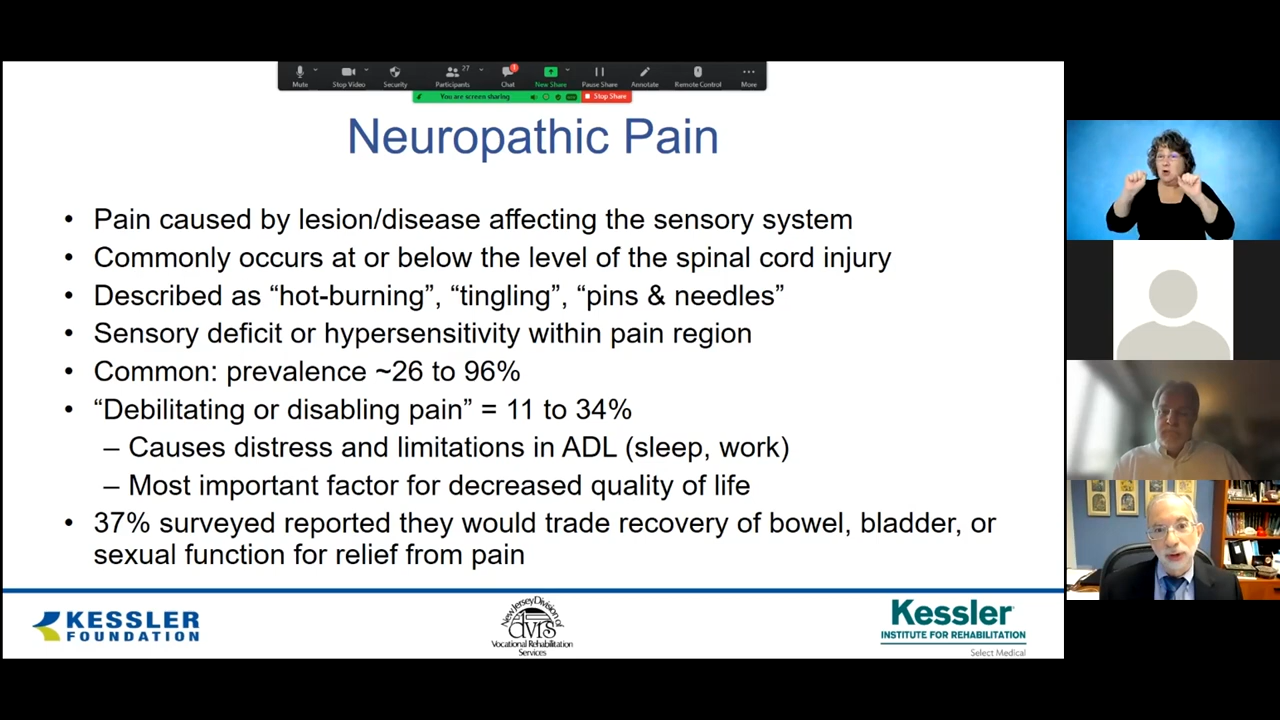 27
1
Mute
Stop Video
Security
Participants
Chat
New Share
Pause Share
Annotate
Remote Control
More
You are screen sharing
Stop Share
Neuropathic Pain
• Pain caused by lesion/disease affecting the sensory system
• Commonly occurs at or below the level of the spinal cord injury
• Described as “hot-burning”, “tingling”, “pins & needles”
• Sensory deficit or hypersensitivity within pain region
• Common: prevalence ~26 to 96%
• “Debilitating or disabling pain” = 11 to 34%
– Causes distress and limitations in ADL (sleep, work)
– Most important factor for decreased quality of life
• 37% surveyed reported they would trade recovery of bowel, bladder, or
sexual function for relief from pain
KESSLER
FOUNDATION
New Jersey Division of
dvrs
Vocational Rehabilitation
Services
Kessler
INSTITUTE FOR REHABILITATION
Select Medical